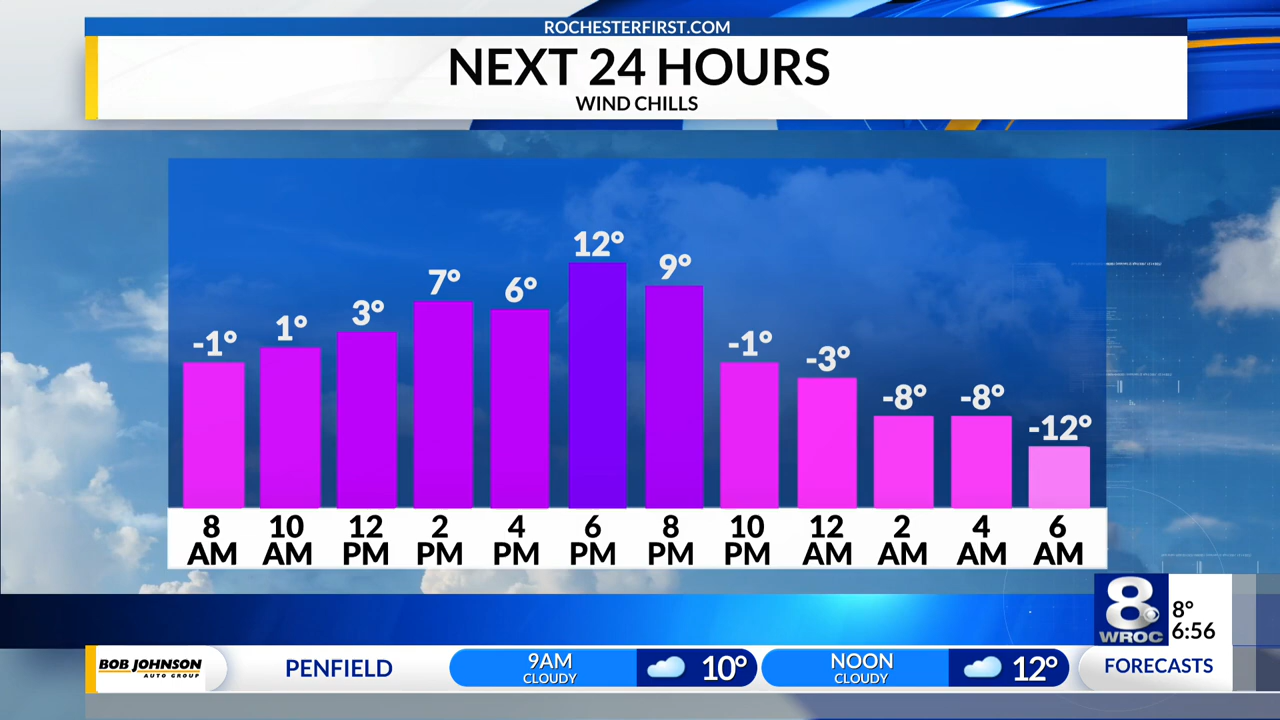 ROCHESTERFIRST.COM
NEXT 24 HOURS
WIND CHILLS
-1° 1° 3° 7° 6° 12° 9° -1° -3° -8° -8° -12°
8 AM 10 AM 12 PM 2 PM 4 PM 6 PM 8 PM 10 PM 12 AM 2 AM 4 AM 6 AM
8
WROC
8°
6:56
BOB JOHNSON
AUTO GROUP
PENFIELD
9AM
CLOUDY
10°
NOON
CLOUDY
12°
FORECASTS